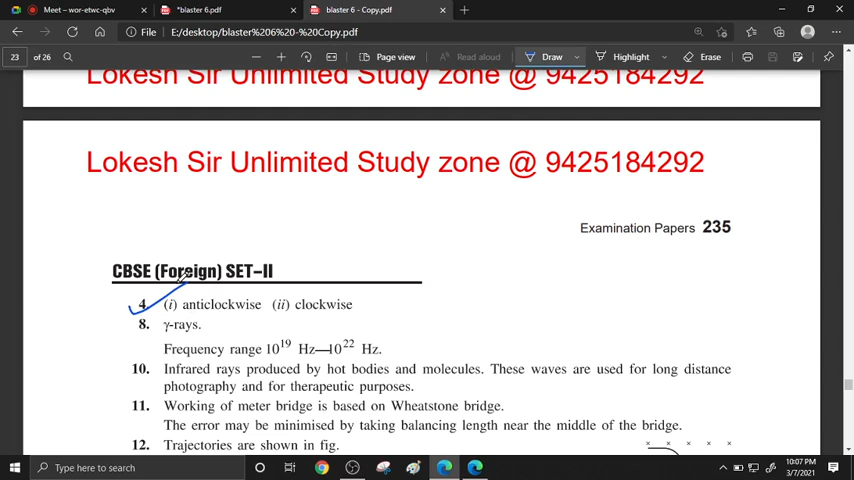 Meet – wor-etwc-qbv
*blaster 6.pdf
blaster 6 - Copy.pdf
File
E:/desktop/blaster%206%20-%20Copy.pdf
23 of 26
Page view
Read aloud
Draw
Highlight
Erase
Lokesh Sir Unlimited Study zone @ 9425184292
Lokesh Sir Unlimited Study zone @ 9425184292
Examination Papers 235
CBSE (Foreign) SET–II
4. (i) anticlockwise (ii) clockwise
8. γ-rays.
Frequency range 10¹⁹ Hz—10²² Hz.
10. Infrared rays produced by hot bodies and molecules. These waves are used for long distance
photography and for therapeutic purposes.
11. Working of meter bridge is based on Wheatstone bridge.
The error may be minimised by taking balancing length near the middle of the bridge.
12. Trajectories are shown in fig.
× × × × ×
Type here to search
10:07 PM
3/7/2021